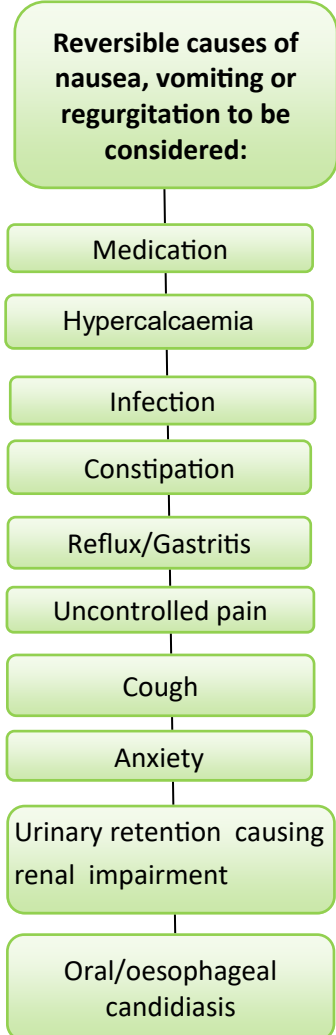 Reversible causes of
nausea, vomiting or
regurgitation to be
considered:
Medication
Hypercalcaemia
Infection
Constipation
Reflux/Gastritis
Uncontrolled pain
Cough
Anxiety
Urinary retention causing
renal impairment
Oral/oesophageal
candidiasis